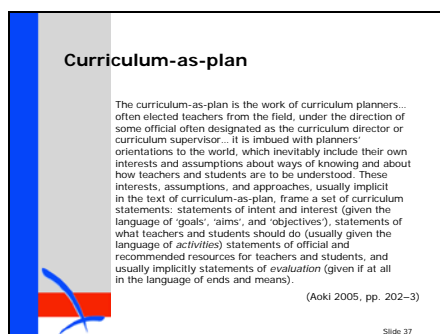 Curriculum-as-plan
The curriculum-as-plan is the work of curriculum planners...
often elected teachers from the field, under the direction of
some official often designated as the curriculum director or
curriculum supervisor... it is imbued with planners'
orientations to the world, which inevitably include their own
interests and assumptions about ways of knowing and about
how teachers and students are to be understood. These
interests, assumptions, and approaches, usually implicit
in the text of curriculum-as-plan, frame a set of curriculum
statements: statements of intent and interest (given the
language of 'goals', 'aims', and 'objectives'), statements of
what teachers and students should do (usually given the
language of activities) statements of official and
recommended resources for teachers and students, and
usually implicitly statements of evaluation (given if at all
in the language of ends and means).
(Aoki 2005, pp. 202–3)
Slide 37